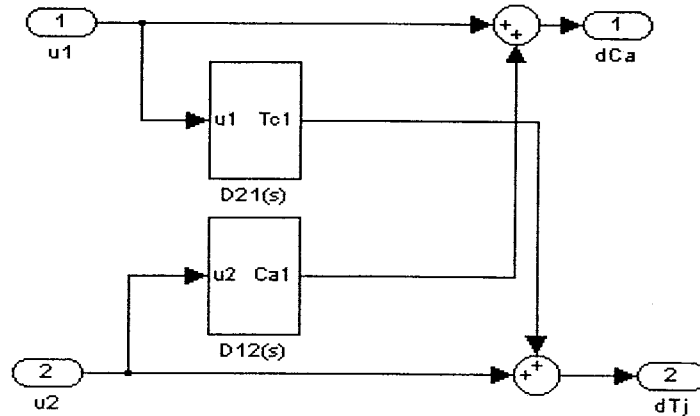 1
u1
+
+
1
dCa
u1 Tc1
D21(s)
u2 Ca1
D12(s)
2
u2
+
+
2
dTj